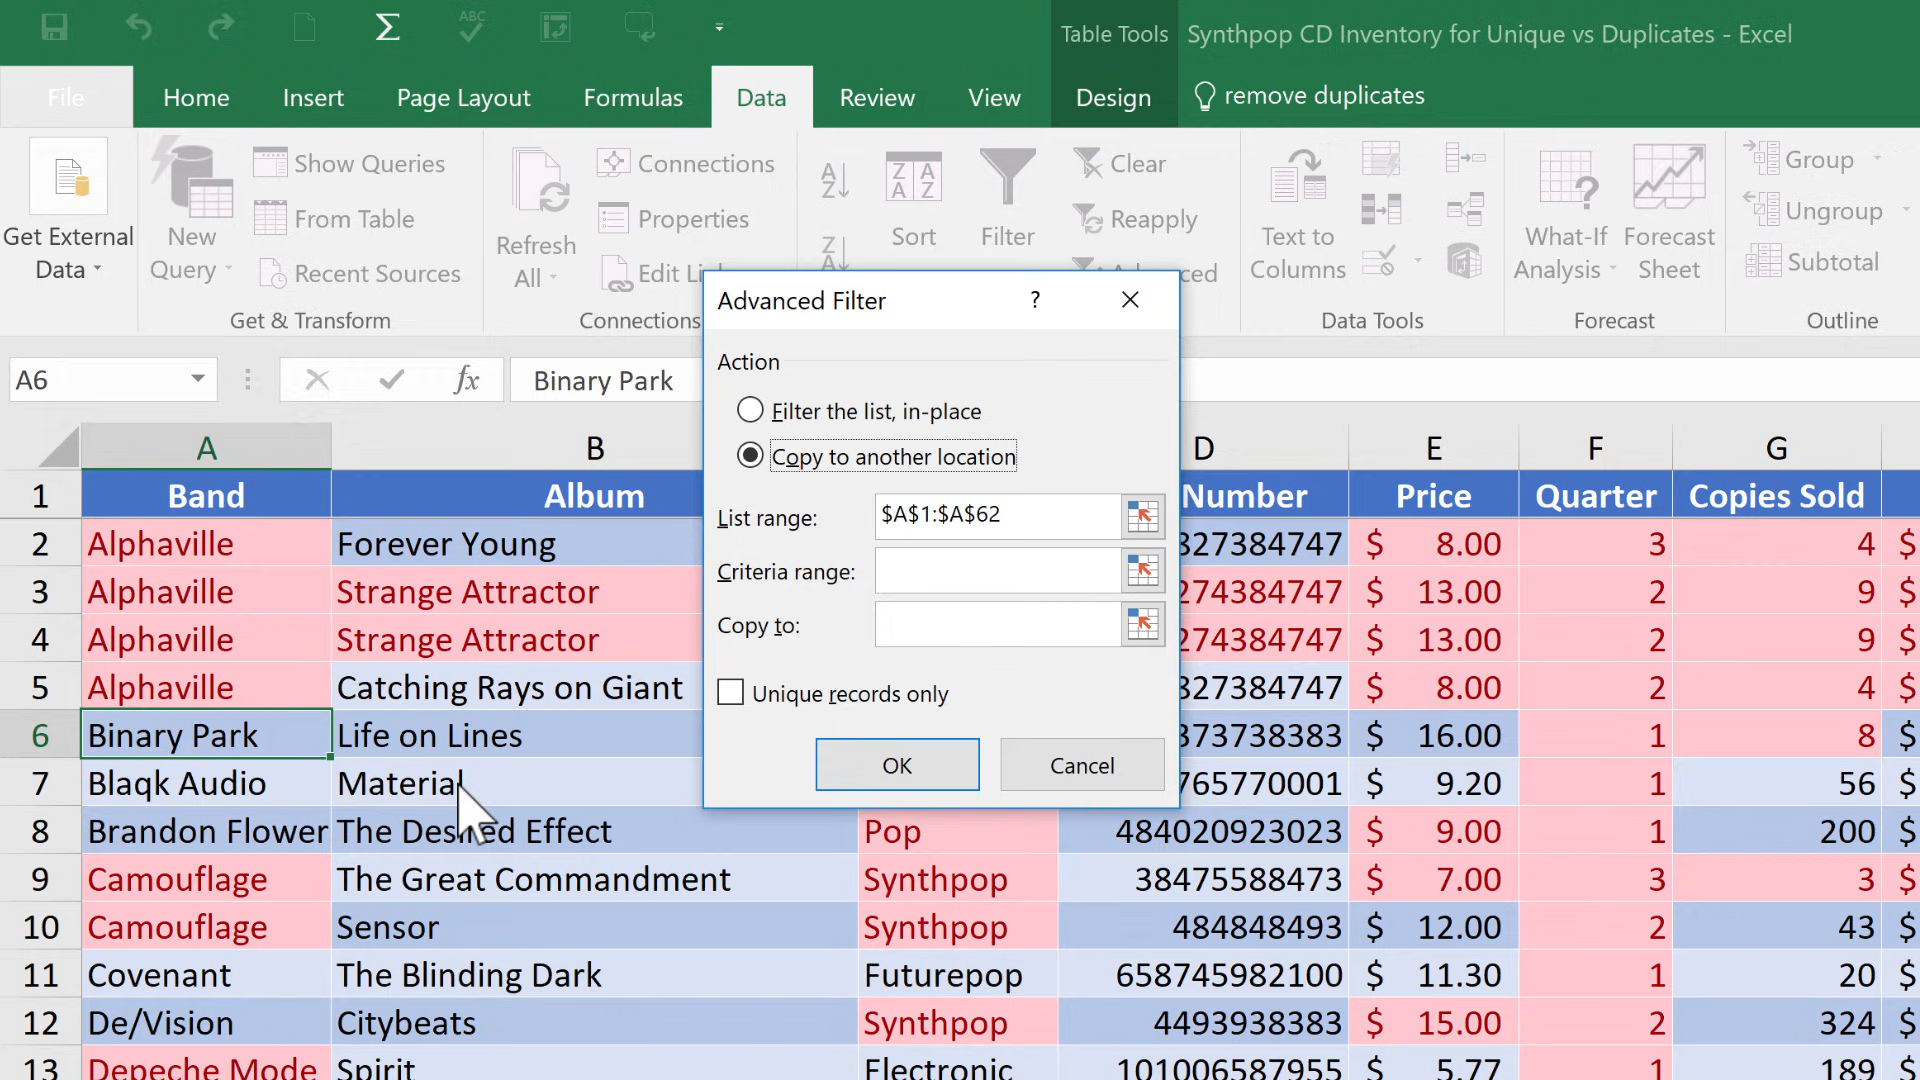 ABC
Table Tools
Synthpop CD Inventory for Unique vs Duplicates - Excel
File Home Insert Page Layout Formulas Data Review View Design remove duplicates
Get External Data
New Query
Show Queries
From Table
Recent Sources
Get & Transform
Refresh All
Connections
Properties
Connections
Sort
Filter
Clear
Reapply
Text to Columns
Data Tools
What-If Analysis
Forecast Sheet
Forecast
Group
Ungroup
Subtotal
Outline
A6 fx Binary Park
Advanced Filter ? 
Action
Filter the list, in-place
Copy to another location
List range: $A$1:$A$62
Criteria range:
Copy to:
Unique records only
OK Cancel
A B D E F G
1 Band Album Number Price Quarter Copies Sold
2 Alphaville Forever Young 827384747 $ 8.00 3 4 $
3 Alphaville Strange Attractor 274384747 $ 13.00 2 9 $
4 Alphaville Strange Attractor 274384747 $ 13.00 2 9 $
5 Alphaville Catching Rays on Giant 827384747 $ 8.00 2 4 $
6 Binary Park Life on Lines 373738383 $ 16.00 1 8 $
7 Blaqk Audio Material 765770001 $ 9.20 1 56 $
8 Brandon Flower The Desired Effect Pop 484020923023 $ 9.00 1 200 $
9 Camouflage The Great Commandment Synthpop 38475588473 $ 7.00 3 3 $
10 Camouflage Sensor Synthpop 484848493 $ 12.00 2 43 $
11 Covenant The Blinding Dark Futurepop 658745982100 $ 11.30 1 20 $
12 De/Vision Citybeats Synthpop 4493938383 $ 15.00 2 324 $
13 Depeche Mode Spirit Electronic 101006587955 $ 5.77 1 189 $